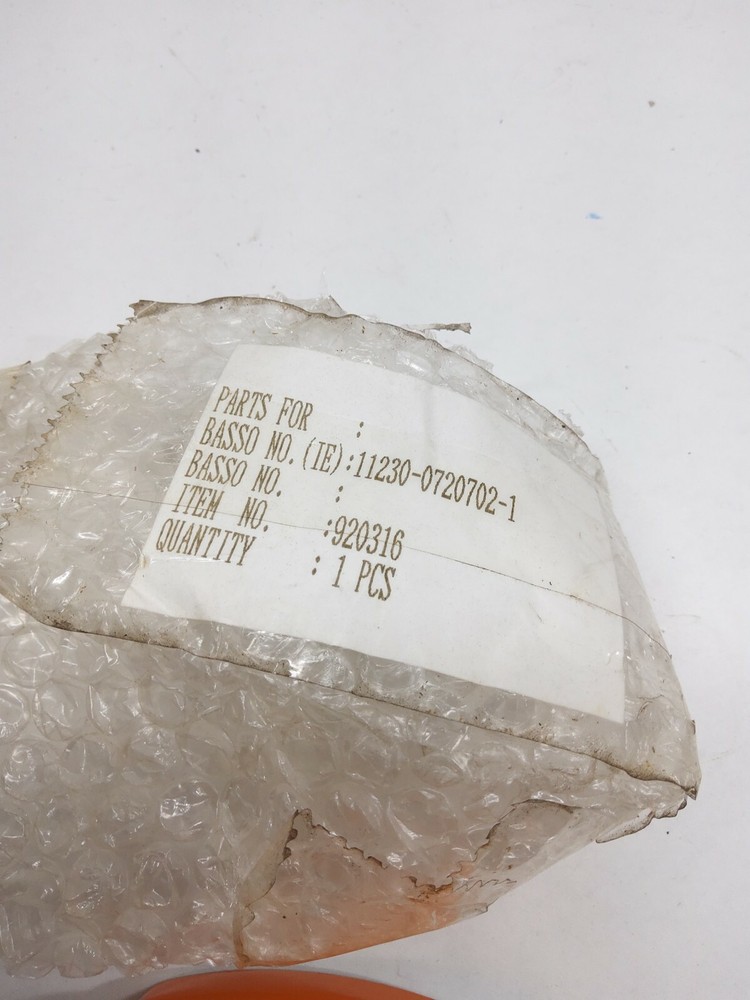 PARTS FOR :
BASSO NO. (IE):11230-0720702-1
BASSO NO. :
ITEM NO. :920316
QUANTITY : 1 PCS